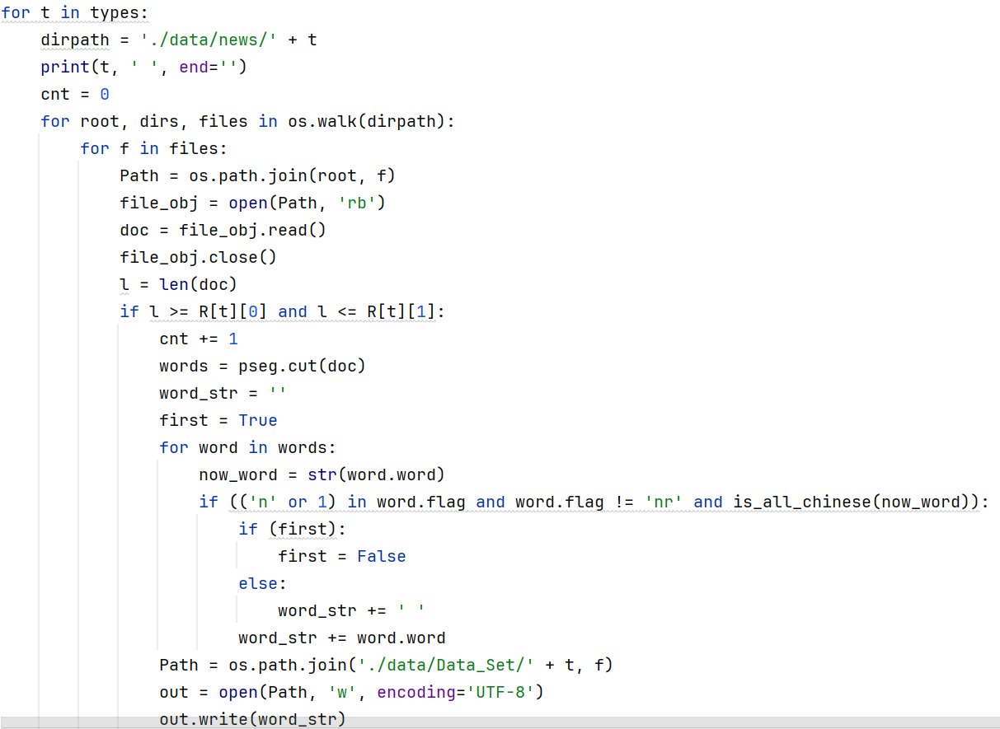 for t in types:
    dirpath = './data/news/' + t
    print(t, ' ', end='')
    cnt = 0
    for root, dirs, files in os.walk(dirpath):
        for f in files:
            Path = os.path.join(root, f)
            file_obj = open(Path, 'rb')
            doc = file_obj.read()
            file_obj.close()
            l = len(doc)
            if l >= R[t][0] and l <= R[t][1]:
                cnt += 1
                words = pseg.cut(doc)
                word_str = ''
                first = True
                for word in words:
                    now_word = str(word.word)
                    if (('n' or 1) in word.flag and word.flag != 'nr' and is_all_chinese(now_word)):
                        if (first):
                            first = False
                        else:
                            word_str += ' '
                        word_str += word.word
                Path = os.path.join('./data/Data_Set/' + t, f)
                out = open(Path, 'w', encoding='UTF-8')
                out.write(word_str)